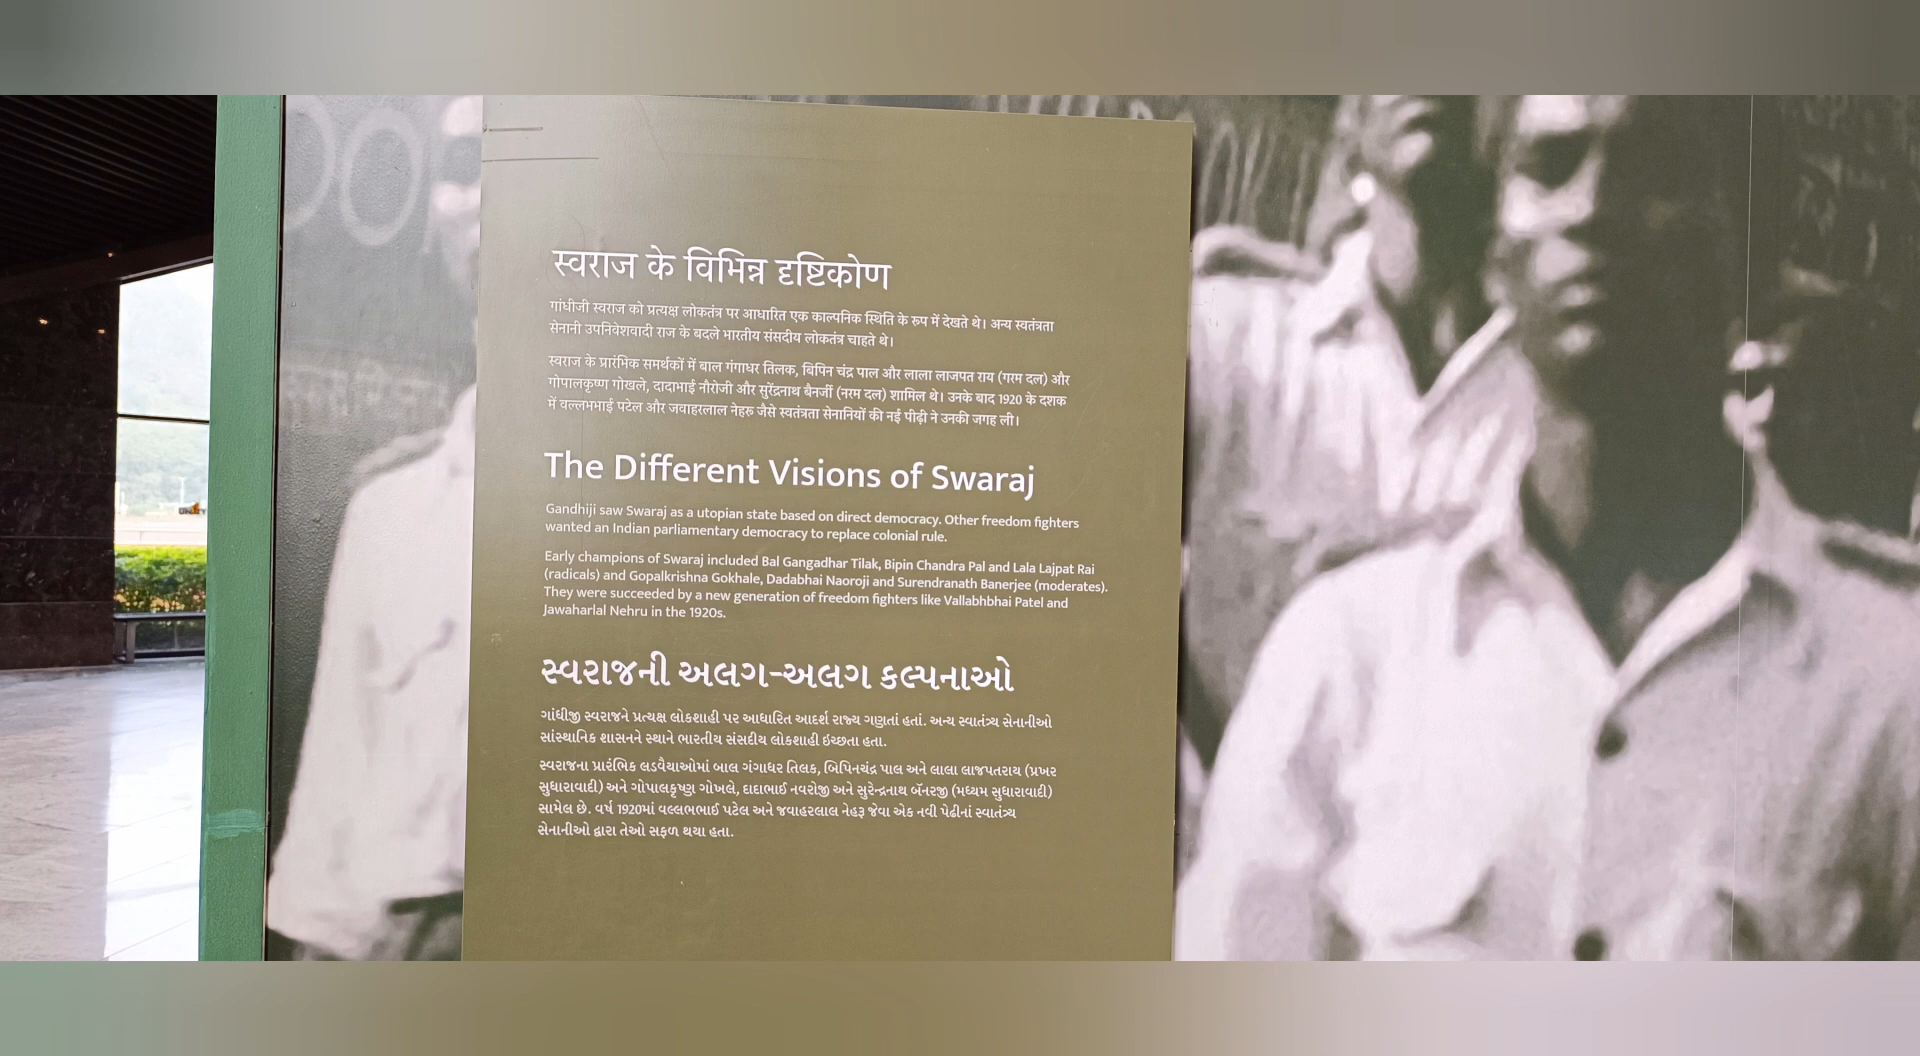 स्वराज के विभिन्न दृष्टिकोण
गांधीजी स्वराज को प्रत्यक्ष लोकतंत्र पर आधारित एक काल्पनिक स्थिति के रूप में देखते थे। अन्य स्वतंत्रता
सेनानी उपनिवेशवादी राज के बदले भारतीय संसदीय लोकतंत्र चाहते थे।
स्वराज के प्रारंभिक समर्थकों में बाल गंगाधर तिलक, बिपिन चंद्र पाल और लाला लाजपत राय (गरम दल) और
गोपालकृष्ण गोखले, दादाभाई नौरोजी और सुरेंद्रनाथ बैनर्जी (नरम दल) शामिल थे। उनके बाद 1920 के दशक
में वल्लभभाई पटेल और जवाहरलाल नेहरू जैसे स्वतंत्रता सेनानियों की नई पीढ़ी ने उनकी जगह ली।
The Different Visions of Swaraj
Gandhiji saw Swaraj as a utopian state based on direct democracy. Other freedom fighters
wanted an Indian parliamentary democracy to replace colonial rule.
Early champions of Swaraj included Bal Gangadhar Tilak, Bipin Chandra Pal and Lala Lajpat Rai
(radicals) and Gopalkrishna Gokhale, Dadabhai Naoroji and Surendranath Banerjee (moderates).
They were succeeded by a new generation of freedom fighters like Vallabhbhai Patel and
Jawaharlal Nehru in the 1920s.
સ્વરાજની અલગ-અલગ કલ્પનાઓ
ગાંધીજી સ્વરાજને પ્રત્યક્ષ લોકશાહી પર આધારિત આદર્શ રાજ્ય ગણતાં હતાં. અન્ય સ્વાતંત્ર્ય સેનાનીઓ
સાંસ્થાનિક શાસનને સ્થાને ભારતીય સંસદીય લોકશાહી ઇચ્છતા હતા.
સ્વરાજના પ્રારંભિક લડવૈયાઓમાં બાલ ગંગાધર તિલક, બિપિનચંદ્ર પાલ અને લાલા લાજપતરાય (પ્રખર
સુધારાવાદી) અને ગોપાલકૃષ્ણ ગોખલે, દાદાભાઈ નવરોજી અને સુરેન્દ્રનાથ બૅનરજી (મધ્યમ સુધારાવાદી)
સામેલ છે. વર્ષ 1920માં વલ્લભભાઈ પટેલ અને જવાહરલાલ નેહરૂ જેવા એક નવી પેઢીનાં સ્વાતંત્ર્ય
સેનાનીઓ દ્વારા તેઓ સફળ થયા હતા.